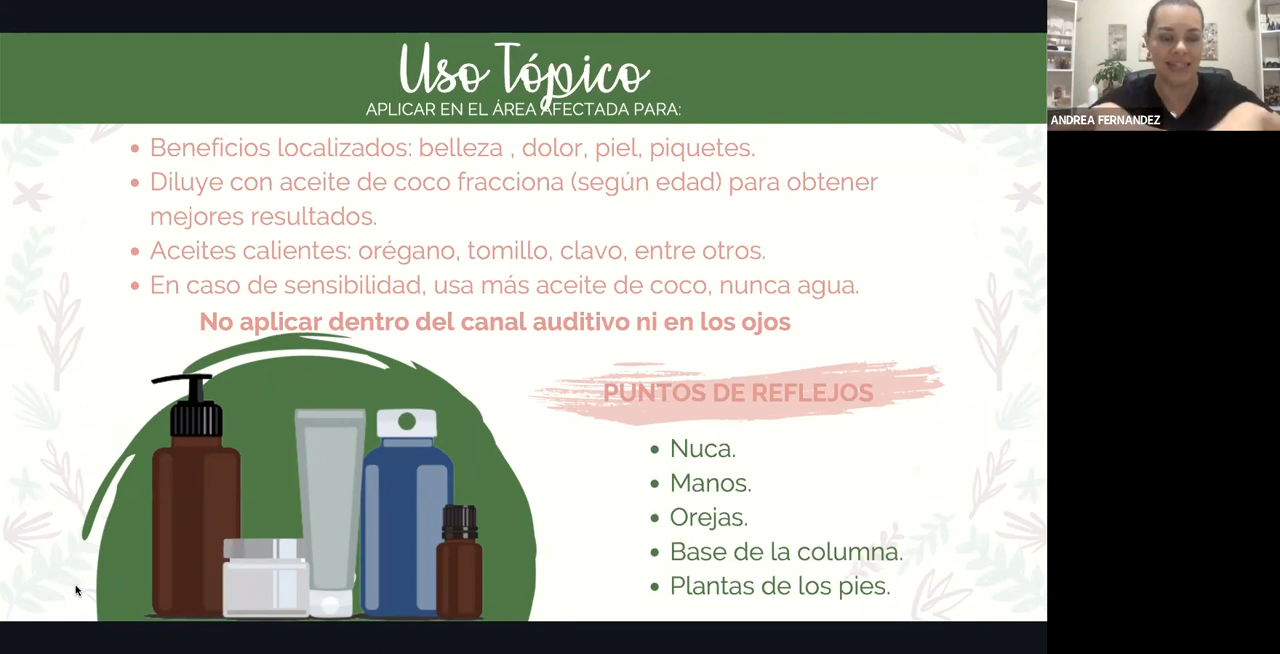 Uso Tópico
APLICAR EN EL ÁREA AFECTADA PARA:
ANDREA FERNANDEZ
• Beneficios localizados: belleza , dolor, piel, piquetes.
• Diluye con aceite de coco fracciona (según edad) para obtener
mejores resultados.
• Aceites calientes: orégano, tomillo, clavo, entre otros.
• En caso de sensibilidad, usa más aceite de coco, nunca agua.
No aplicar dentro del canal auditivo ni en los ojos
PUNTOS DE REFLEJOS
• Nuca.
• Manos.
• Orejas.
• Base de la columna.
• Plantas de los pies.